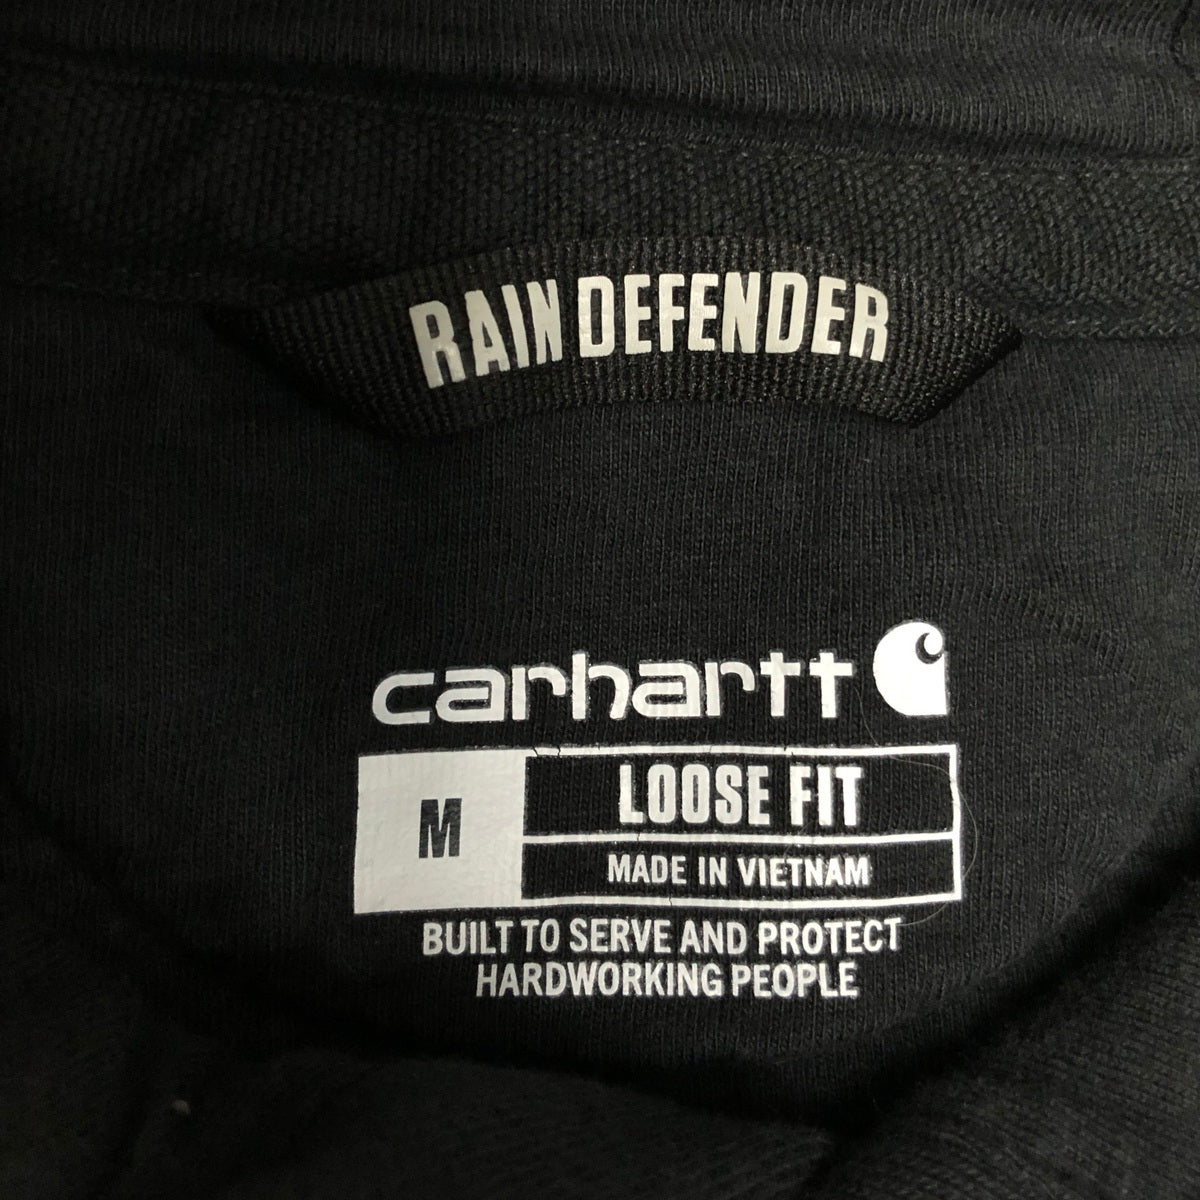 RAIN DEFENDER
carhartt
M
LOOSE FIT
MADE IN VIETNAM
BUILT TO SERVE AND PROTECT
HARDWORKING PEOPLE